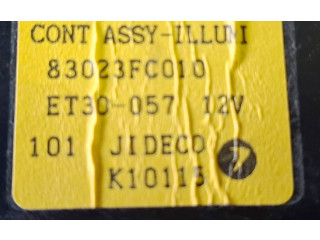 CONT ASSY-ILLUMI
83023FC010
ET30-057 12V
101 JIDECO
K10115